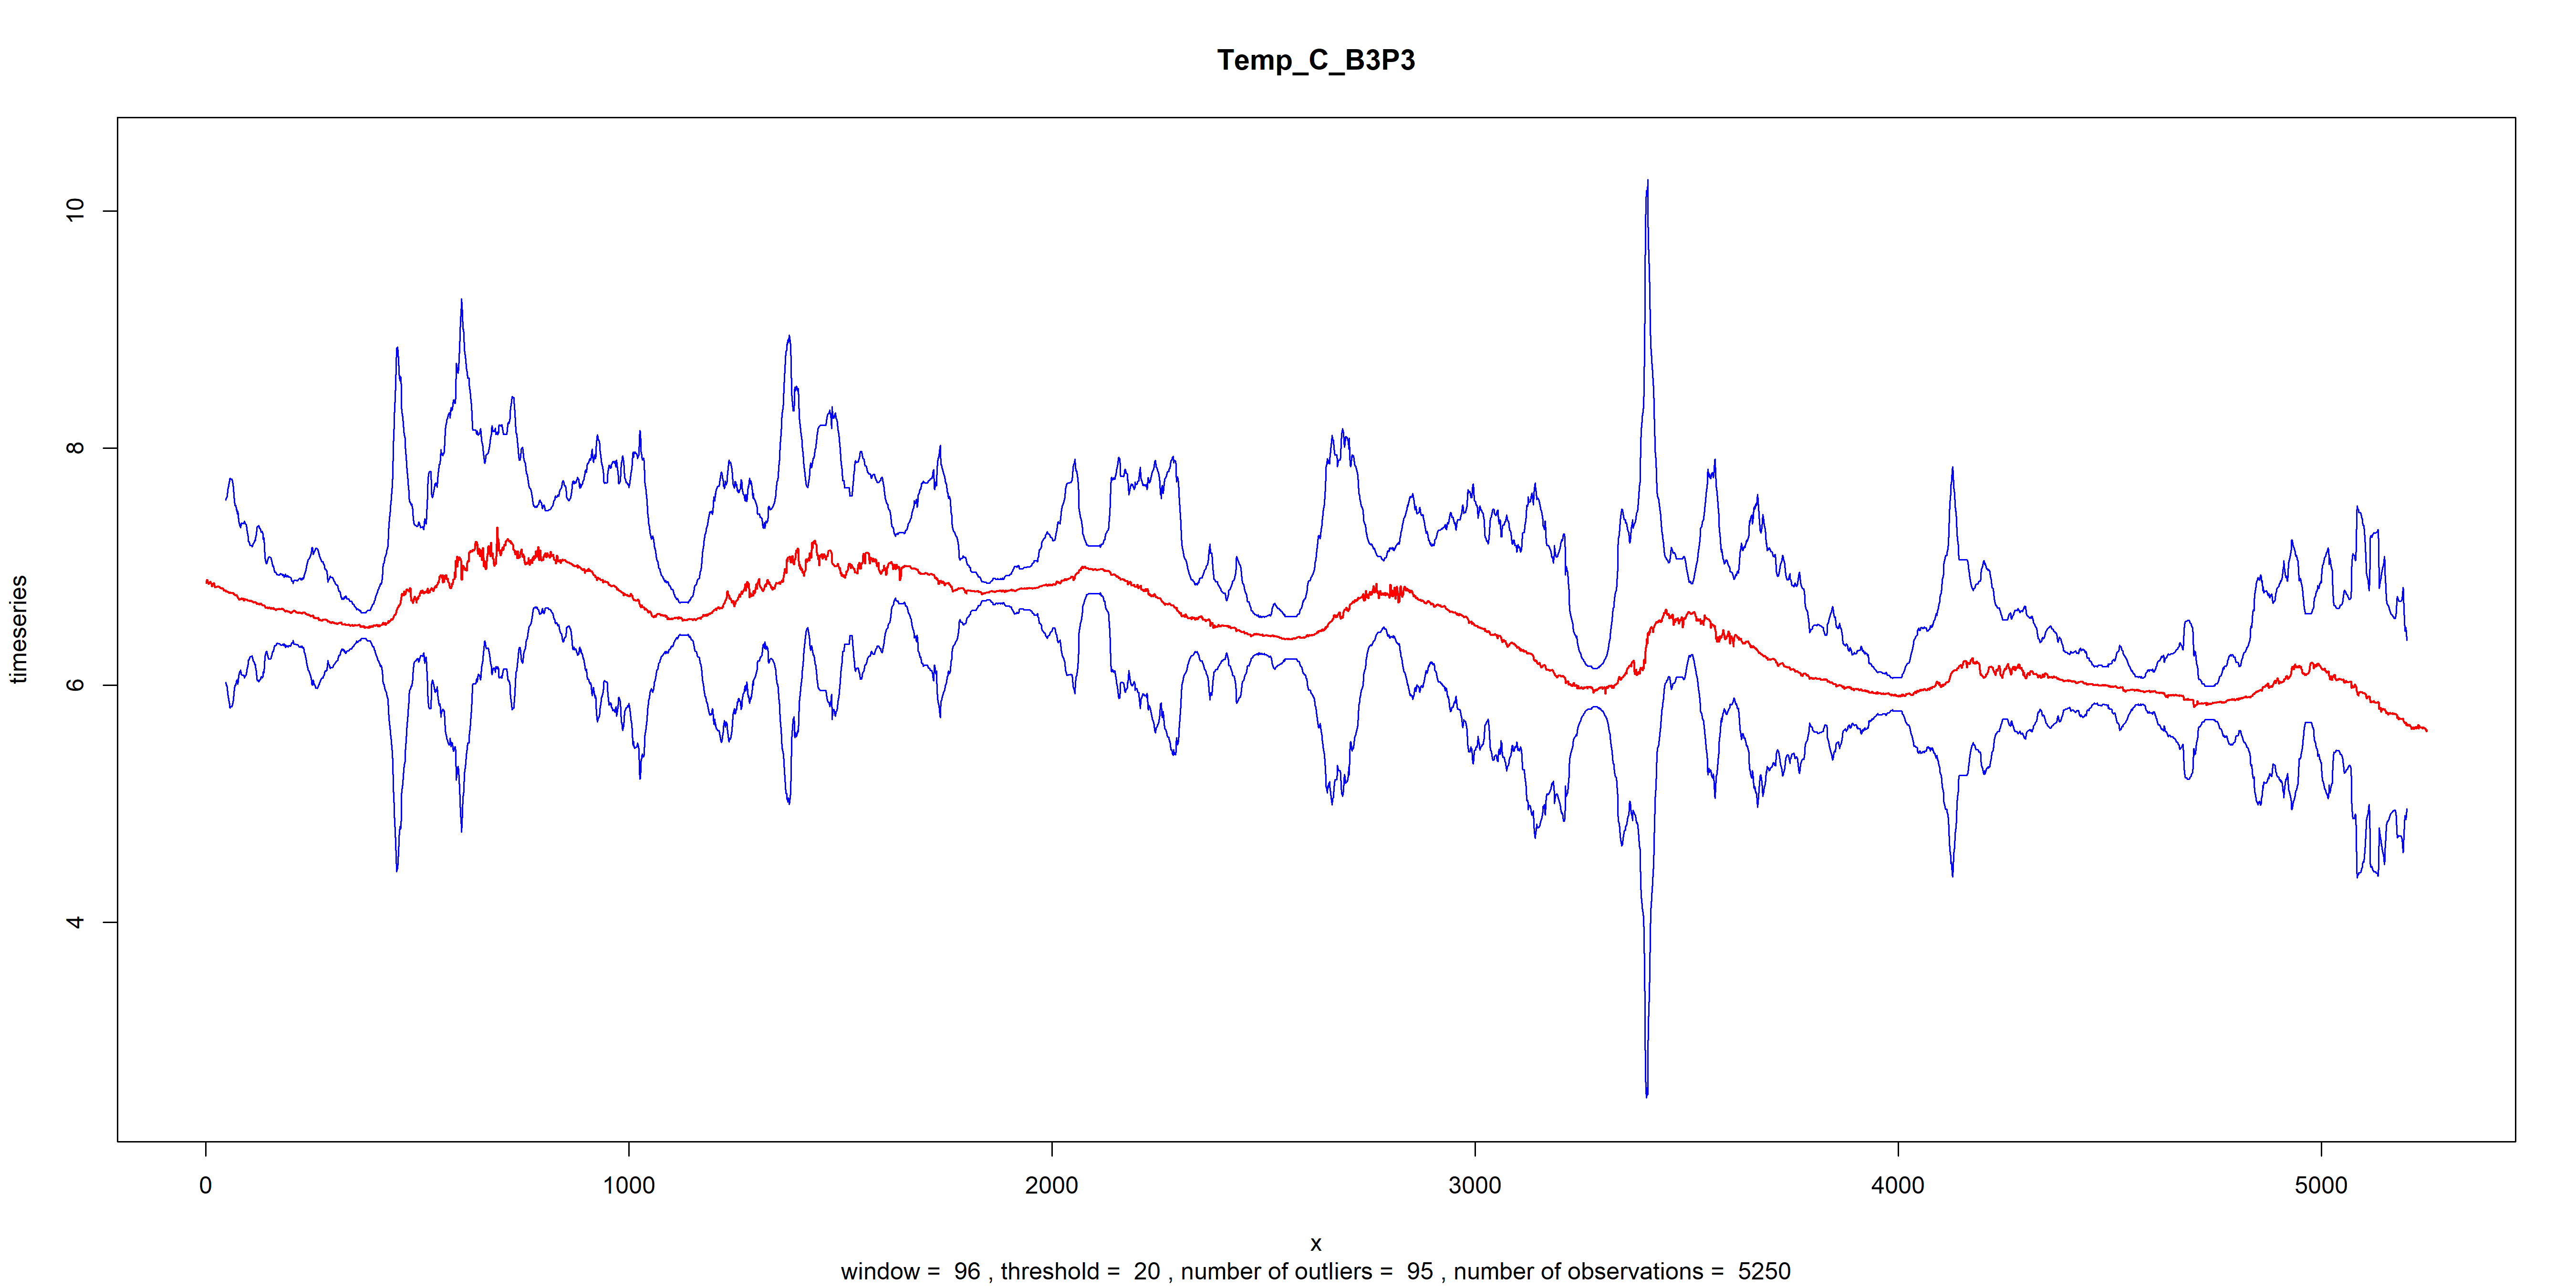 Temp_C_B3P3
timeseries
10
8
6
4
0 1000 2000 3000 4000 5000
x
window = 96 , threshold = 20 , number of outliers = 95 , number of observations = 5250